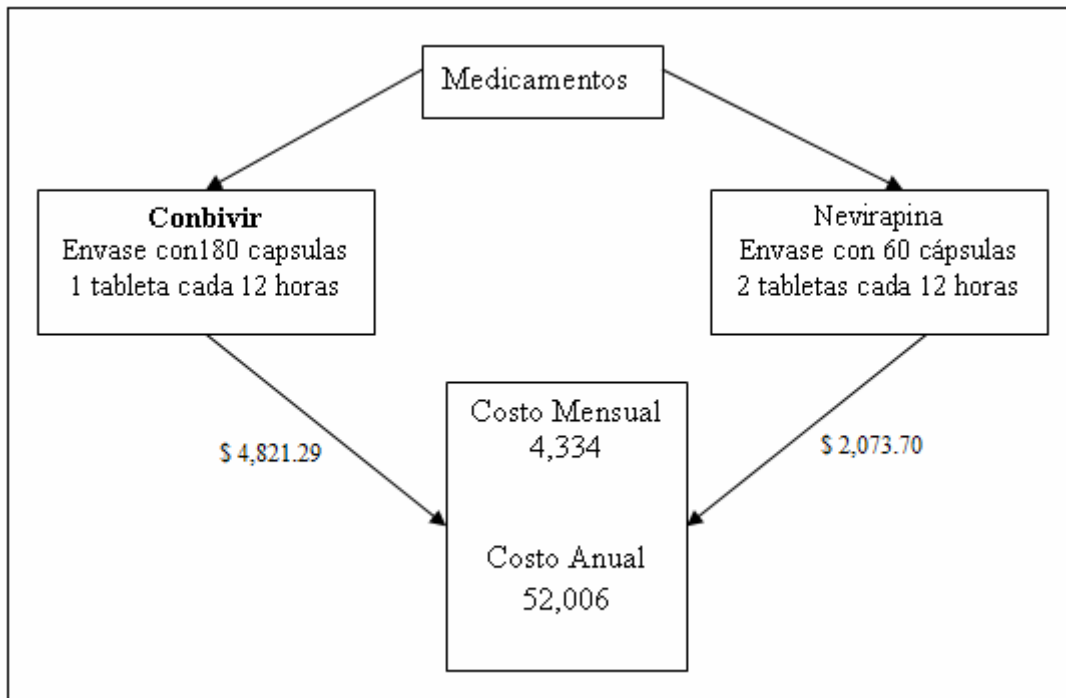 Medicamentos
Conbivir
Envase con180 capsulas
1 tableta cada 12 horas
Nevirapina
Envase con 60 cápsulas
2 tabletas cada 12 horas
$ 4,821.29
$ 2,073.70
Costo Mensual
4,334
Costo Anual
52,006